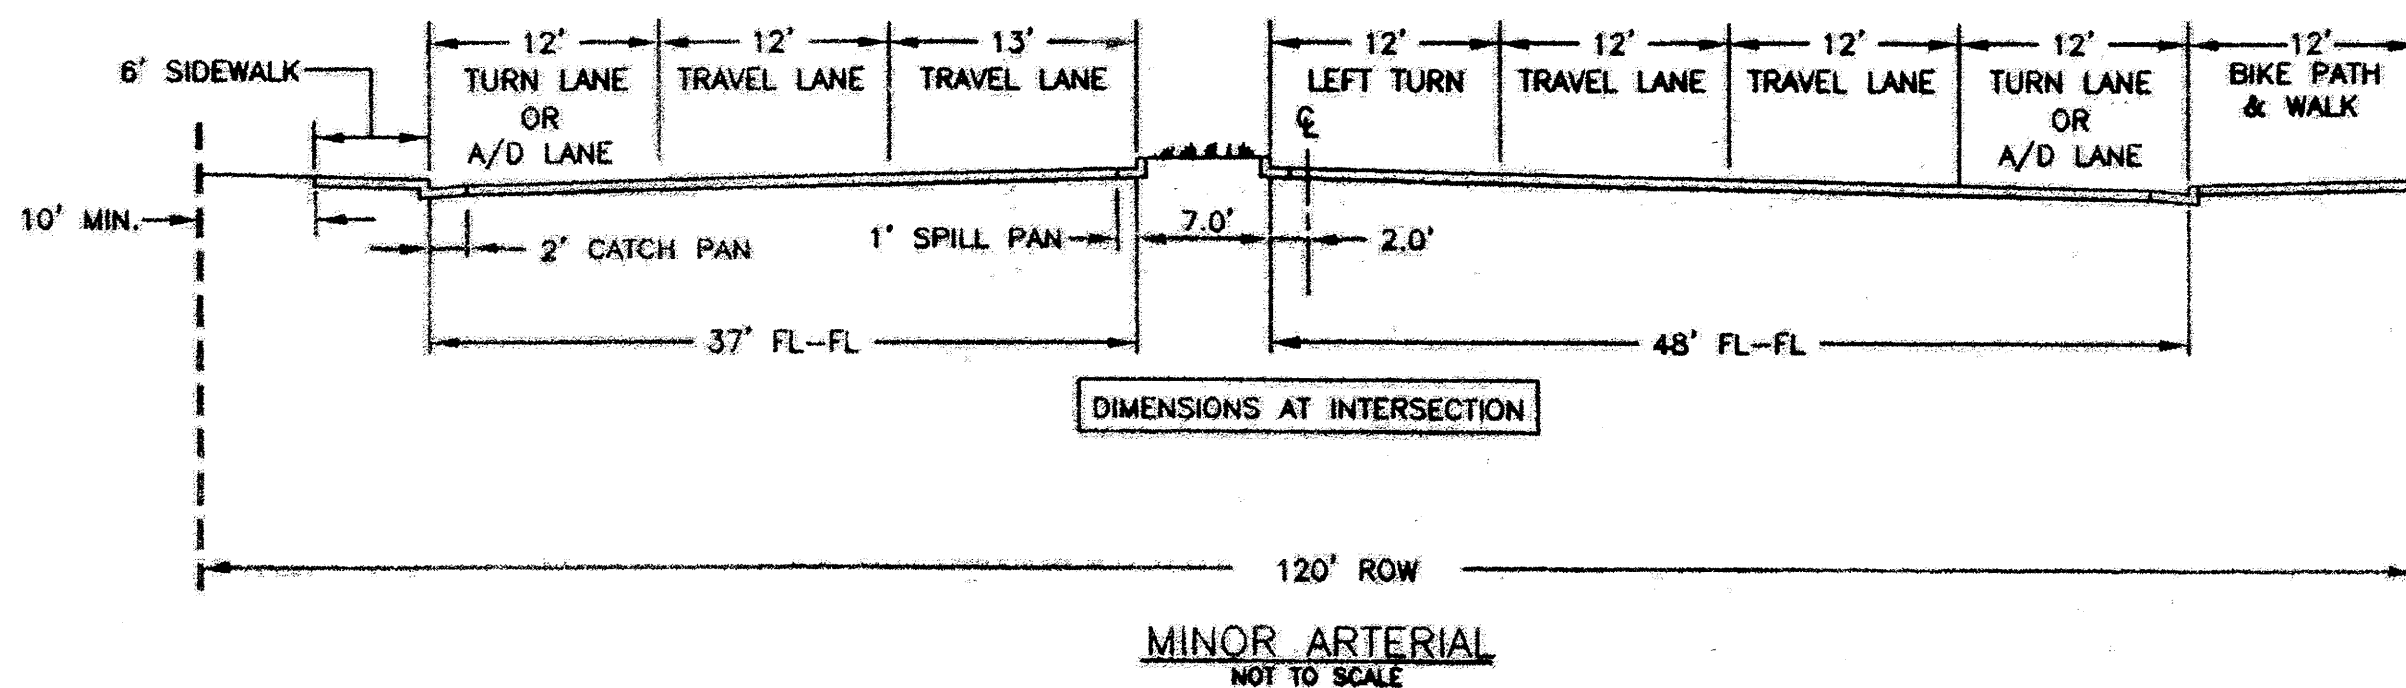 12' 12' 13' 12' 12' 12' 12' 12'
6' SIDEWALK TURN LANE TRAVEL LANE TRAVEL LANE LEFT TURN TRAVEL LANE TRAVEL LANE TURN LANE BIKE PATH
OR ℄ OR & WALK
A/D LANE A/D LANE
10' MIN. 7.0'
2' CATCH PAN 1' SPILL PAN 2.0'
37' FL-FL 48' FL-FL
DIMENSIONS AT INTERSECTION
120' ROW
MINOR ARTERIAL
NOT TO SCALE